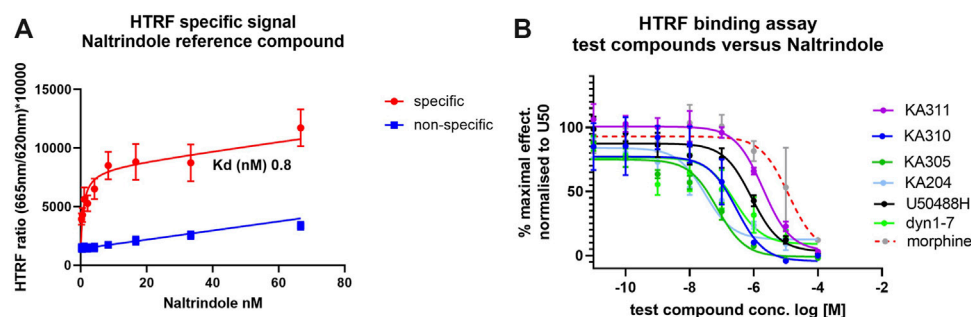 A
HTRF specific signal
Naltrindole reference compound
HTRF ratio (665nm/620nm)*10000
15000
10000
5000
0
0
20
40
60
80
Naltrindole nM
Kd (nM) 0.8
specific
non-specific
B
HTRF binding assay
test compounds versus Naltrindole
% maximal effect.
normalised to U50
100
50
0
-10
-8
-6
-4
-2
test compound conc. log [M]
KA311
KA310
KA305
KA204
U50488H
dyn1-7
morphine